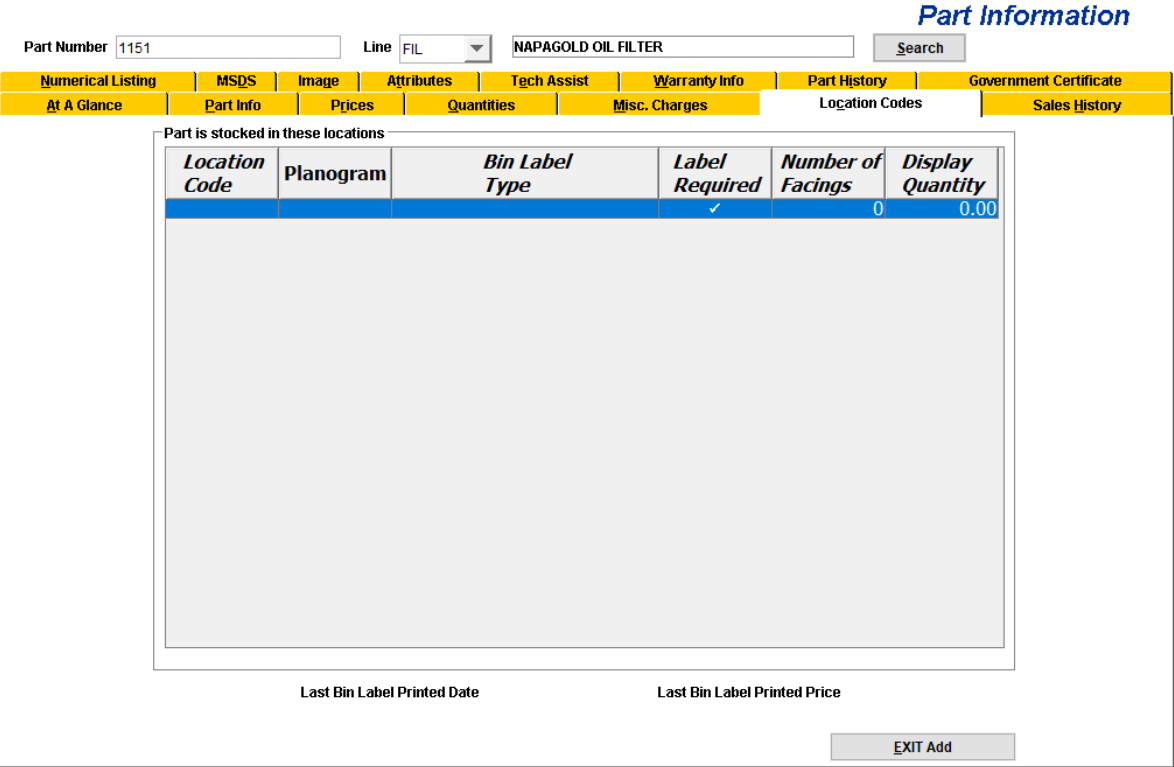 Part Information
Part Number 1151 Line FIL NAPAGOLD OIL FILTER Search
Numerical Listing MSDS Image Attributes Tech Assist Warranty Info Part History Government Certificate
At A Glance Part Info Prices Quantities Misc. Charges Location Codes Sales History
Part is stocked in these locations
Location Code Planogram Bin Label Type Label Required Number of Facings Display Quantity
✓ 0 0.00
Last Bin Label Printed Date Last Bin Label Printed Price
EXIT Add